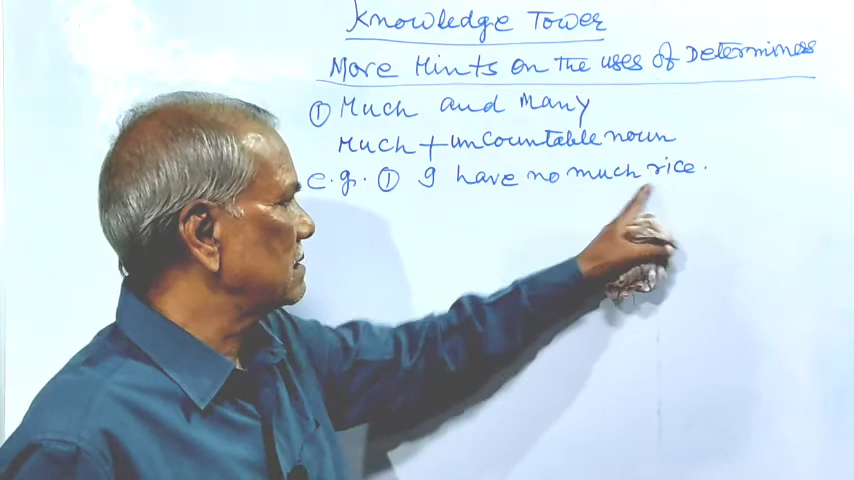 Knowledge Tower
More Hints on the uses of Determiners
① Much and Many
Much + uncountable noun
e.g. ① I have no much rice.